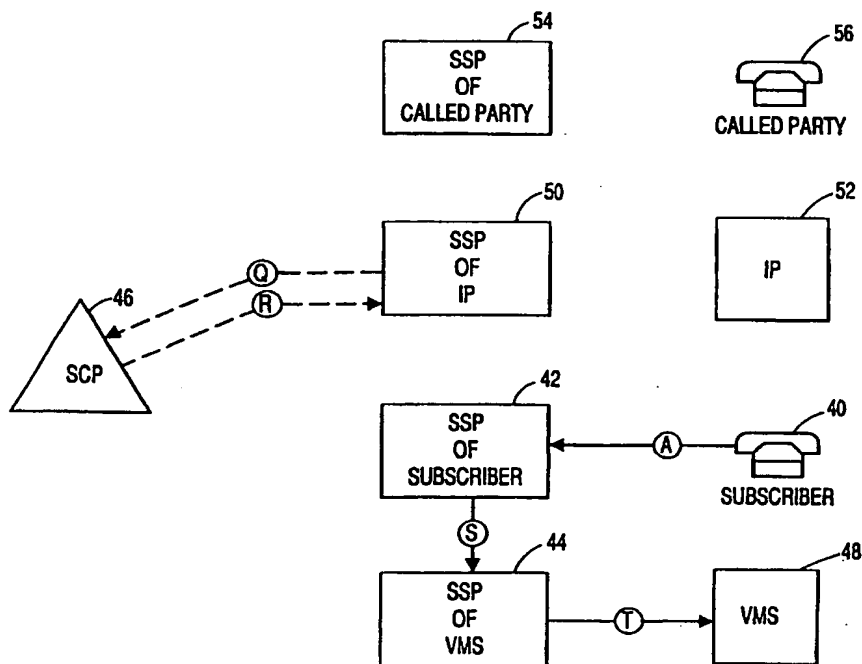 54
SSP
OF
CALLED PARTY
56
CALLED PARTY
50
SSP
OF
IP
52
IP
Q
R
46
SCP
42
SSP
OF
SUBSCRIBER
A
40
SUBSCRIBER
S
44
SSP
OF
VMS
T
48
VMS